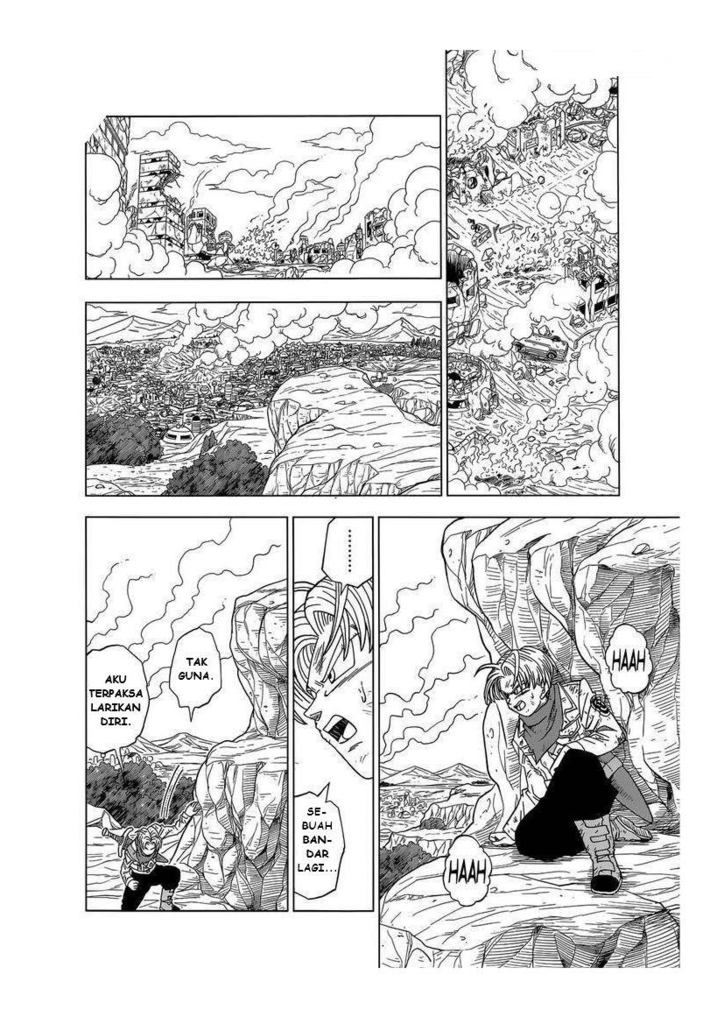 HAAH
HAAH
.........
SE-
BUAH
BAN-
DAR
LAGI...
TAK
GUNA.
AKU
TERPAKSA
LARIKAN
DIRI.